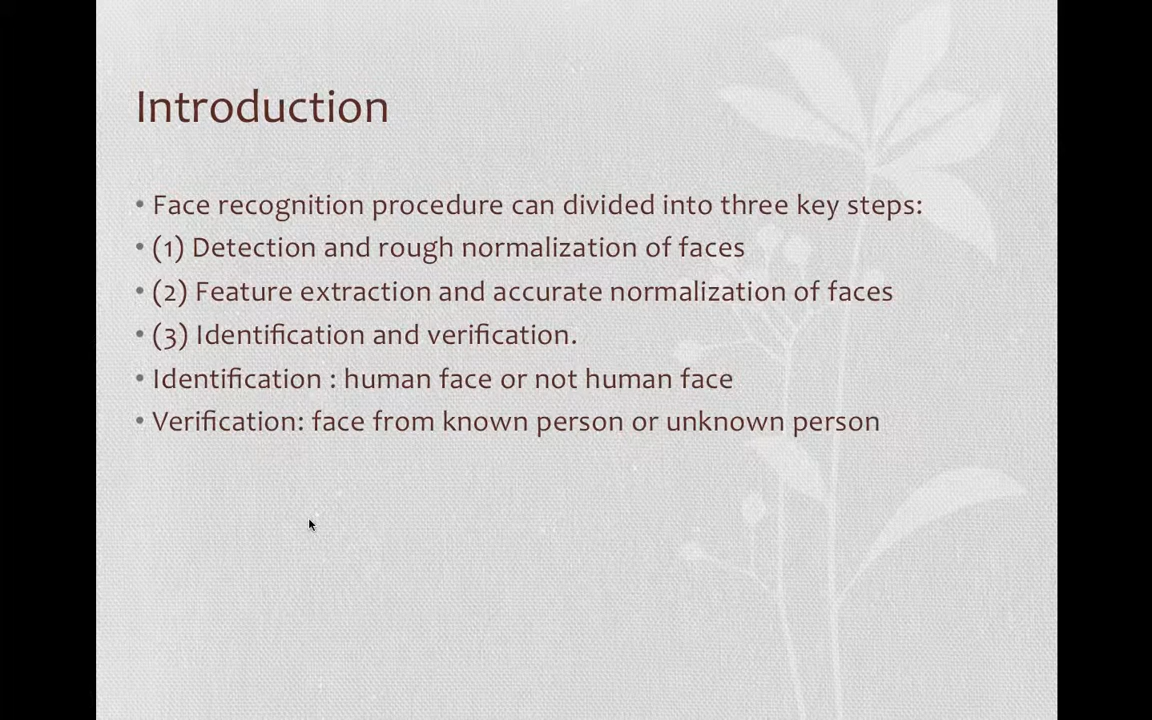 Introduction
• Face recognition procedure can divided into three key steps:
• (1) Detection and rough normalization of faces
• (2) Feature extraction and accurate normalization of faces
• (3) Identification and verification.
• Identification : human face or not human face
• Verification: face from known person or unknown person